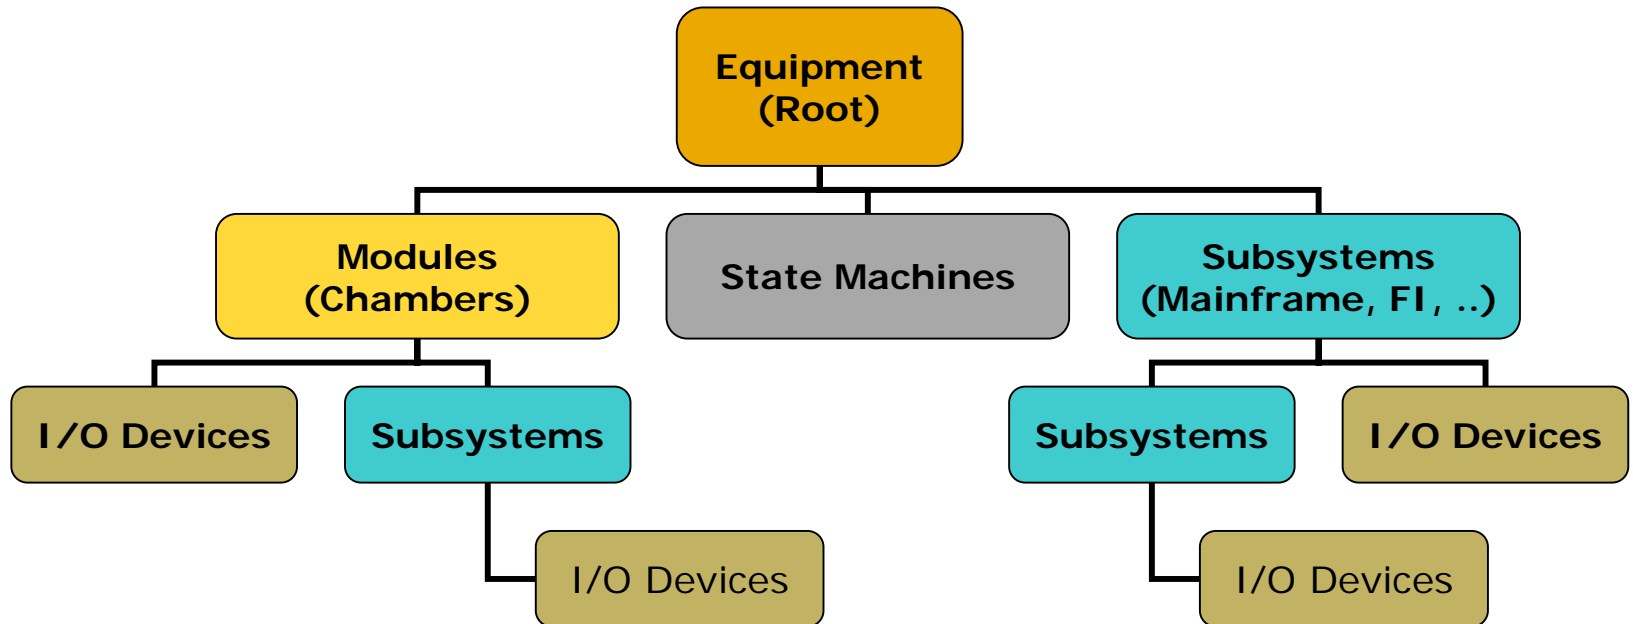 Equipment
(Root)
Modules
(Chambers)
State Machines
Subsystems
(Mainframe, FI, ..)
I/O Devices
Subsystems
Subsystems
I/O Devices
I/O Devices
I/O Devices